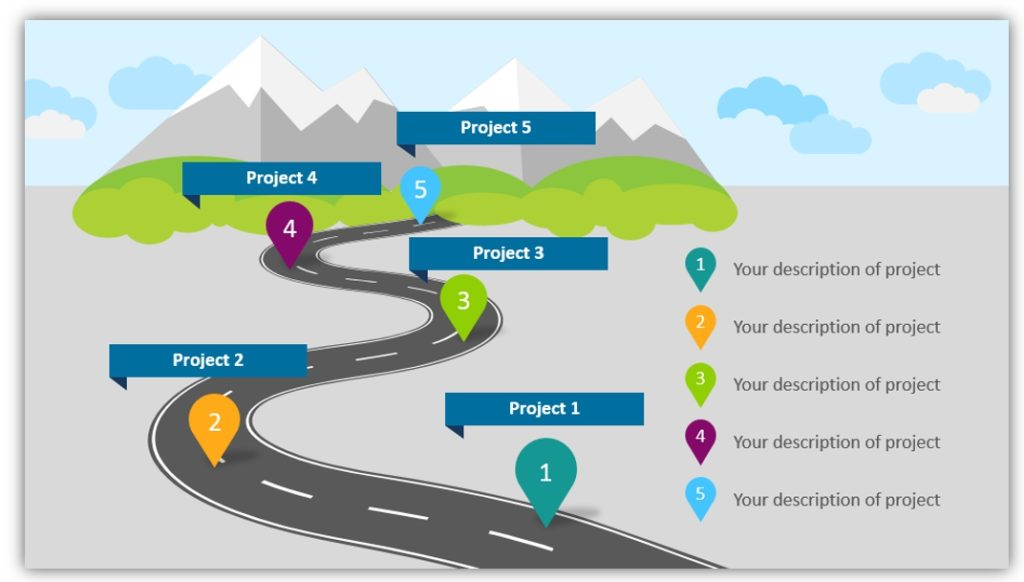 Project 5
5
Project 4
4
Project 3
3
Project 2
2
Project 1
1
1 Your description of project
2 Your description of project
3 Your description of project
4 Your description of project
5 Your description of project